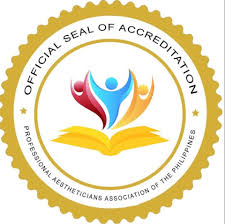 OFFICIAL SEAL OF ACCREDITATION
PROFESSIONAL AESTHETICIANS ASSOCIATION OF THE PHILIPPINES